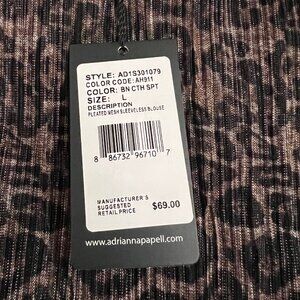 STYLE: AD1S301079
COLOR CODE: AH911
COLOR: BN CTH SPT
SIZE: L
DESCRIPTION
PLEATED MESH SLEEVELESS BLOUSE
8 86732 96710 7
MANUFACTURER'S
SUGGESTED
RETAIL PRICE
$69.00
www.adriannapapell.com